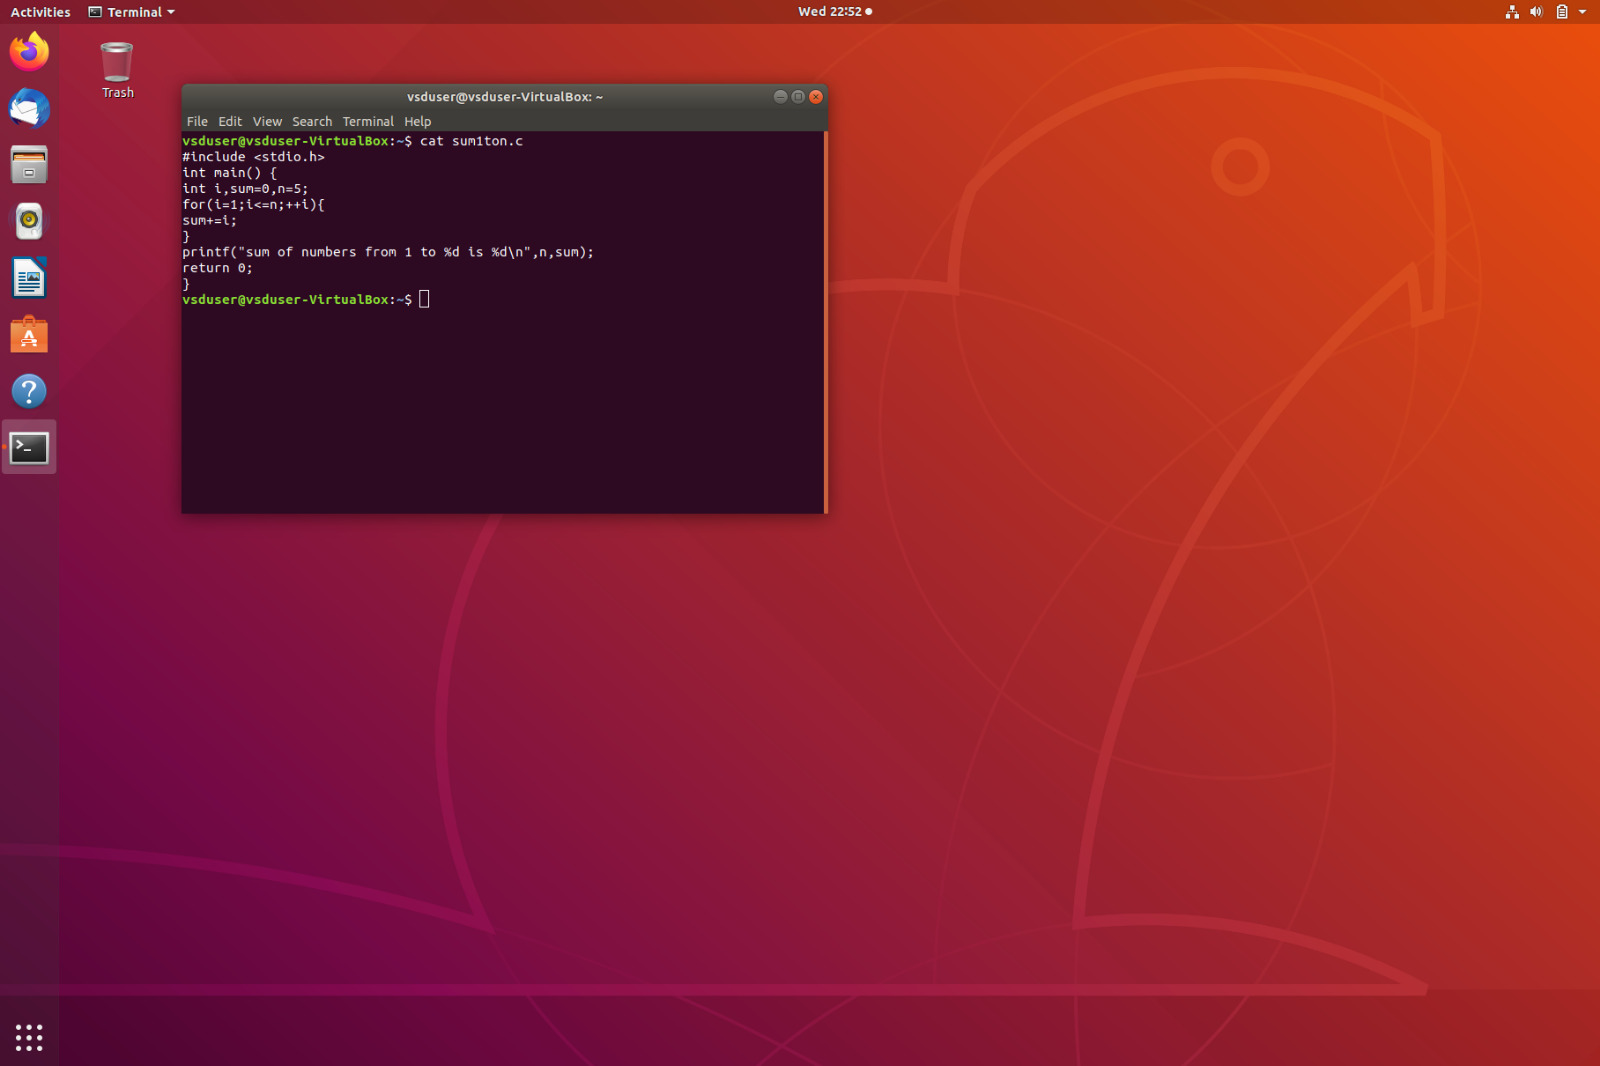 Activities Terminal Wed 22:52
Trash
vsduser@vsduser-VirtualBox: ~
File Edit View Search Terminal Help
vsduser@vsduser-VirtualBox:~$ cat sum1ton.c
#include <stdio.h>
int main() {
int i,sum=0,n=5;
for(i=1;i<=n;++i){
sum+=i;
}
printf("sum of numbers from 1 to %d is %d\n",n,sum);
return 0;
}
vsduser@vsduser-VirtualBox:~$